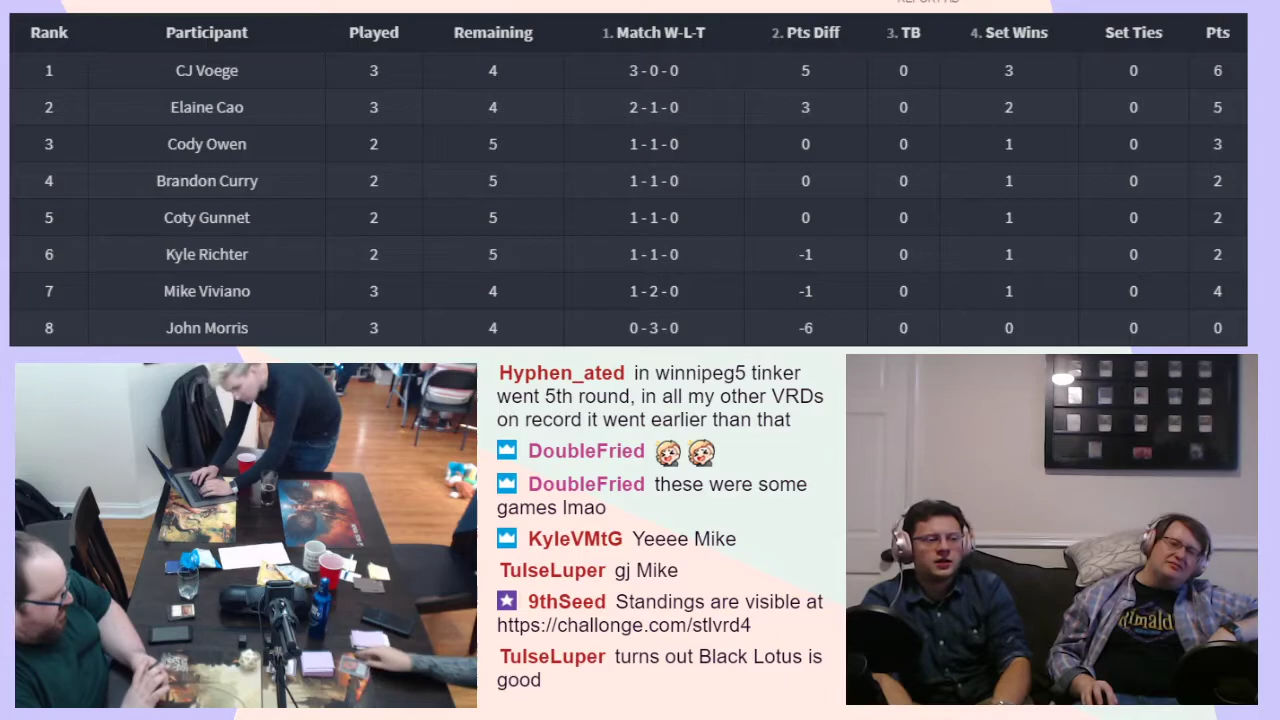 Rank Participant Played Remaining 1. Match W-L-T 2. Pts Diff 3. TB 4. Set Wins Set Ties Pts
1 CJ Voege 3 4 3 - 0 - 0 5 0 3 0 6
2 Elaine Cao 3 4 2 - 1 - 0 3 0 2 0 5
3 Cody Owen 2 5 1 - 1 - 0 0 0 1 0 3
4 Brandon Curry 2 5 1 - 1 - 0 0 0 1 0 2
5 Coty Gunnet 2 5 1 - 1 - 0 0 0 1 0 2
6 Kyle Richter 2 5 1 - 1 - 0 -1 0 1 0 2
7 Mike Viviano 3 4 1 - 2 - 0 -1 0 1 0 4
8 John Morris 3 4 0 - 3 - 0 -6 0 0 0 0
Hyphen_ated in winnipeg5 tinker
went 5th round, in all my other VRDs
on record it went earlier than that
DoubleFried
DoubleFried these were some
games lmao
KyleVMtG Yeeee Mike
TulseLuper gj Mike
9thSeed Standings are visible at
https://challonge.com/stlvrd4
TulseLuper turns out Black Lotus is
good